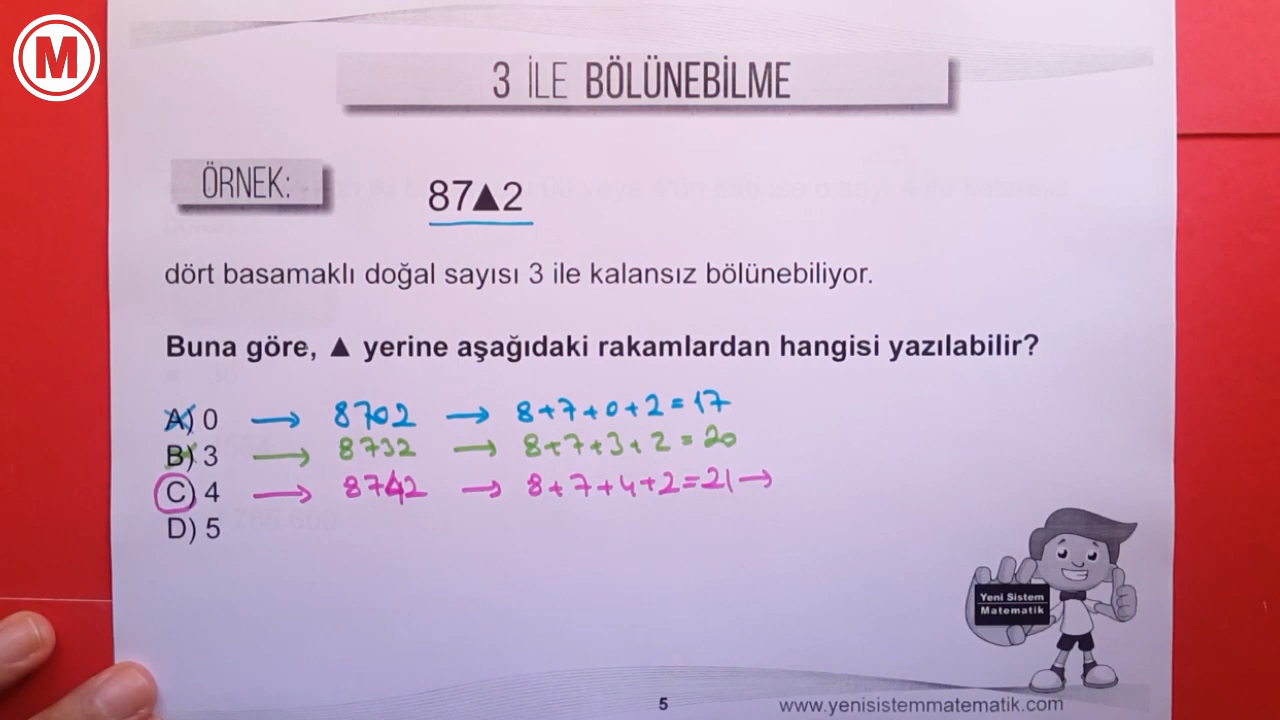 M
3 İLE BÖLÜNEBİLME
ÖRNEK:
87▲2
dört basamaklı doğal sayısı 3 ile kalansız bölünebiliyor.
Buna göre, ▲ yerine aşağıdaki rakamlardan hangisi yazılabilir?
A) 0 → 8702 → 8+7+0+2=17
B) 3 → 8732 → 8+7+3+2=20
C) 4 → 8742 → 8+7+4+2=21→
D) 5
Yeni Sistem
Matematik
5
www.yenisistemmatematik.com